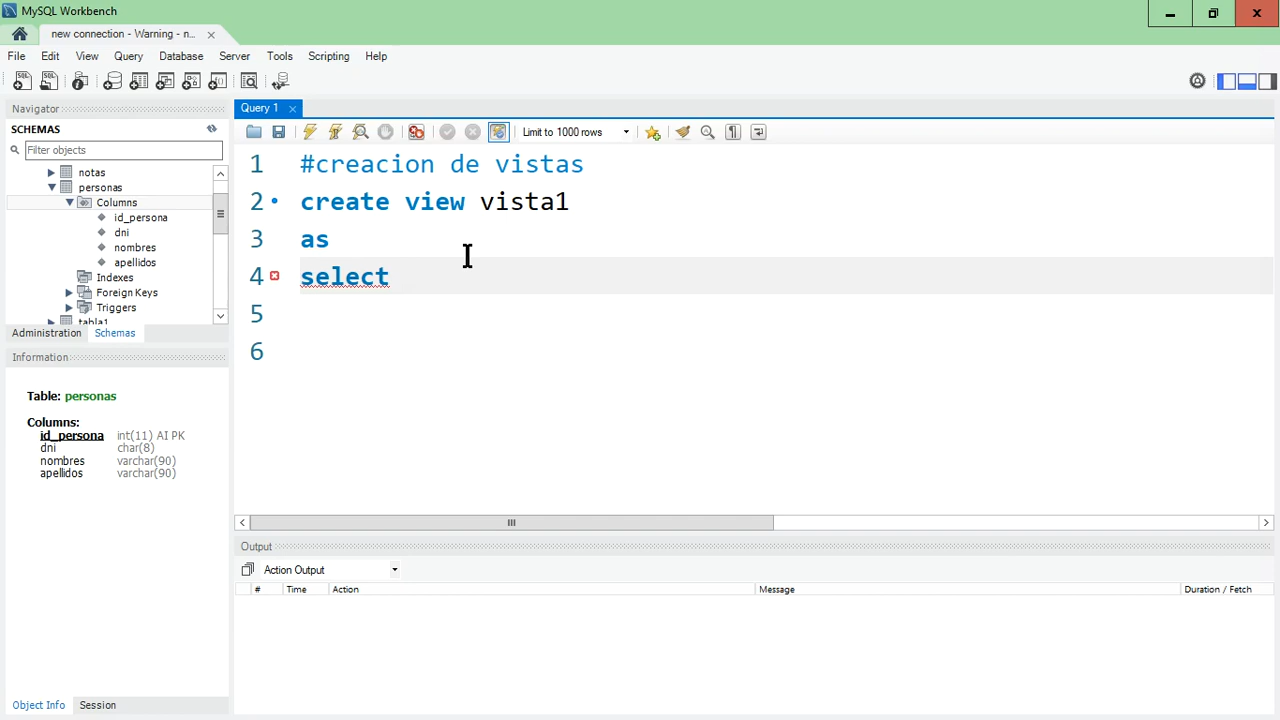 MySQL Workbench
new connection - Warning - n...
File Edit View Query Database Server Tools Scripting Help
Navigator
SCHEMAS
Filter objects
notas
personas
Columns
id_persona
dni
nombres
apellidos
Indexes
Foreign Keys
Triggers
tabla1
Administration Schemas
Information
Table: personas
Columns:
id_persona int(11) AI PK
dni char(8)
nombres varchar(90)
apellidos varchar(90)
Object Info Session
Query 1
Limit to 1000 rows
1 #creacion de vistas
2 create view vista1
3 as
4 select
5
6
Output
Action Output
# Time Action Message Duration / Fetch